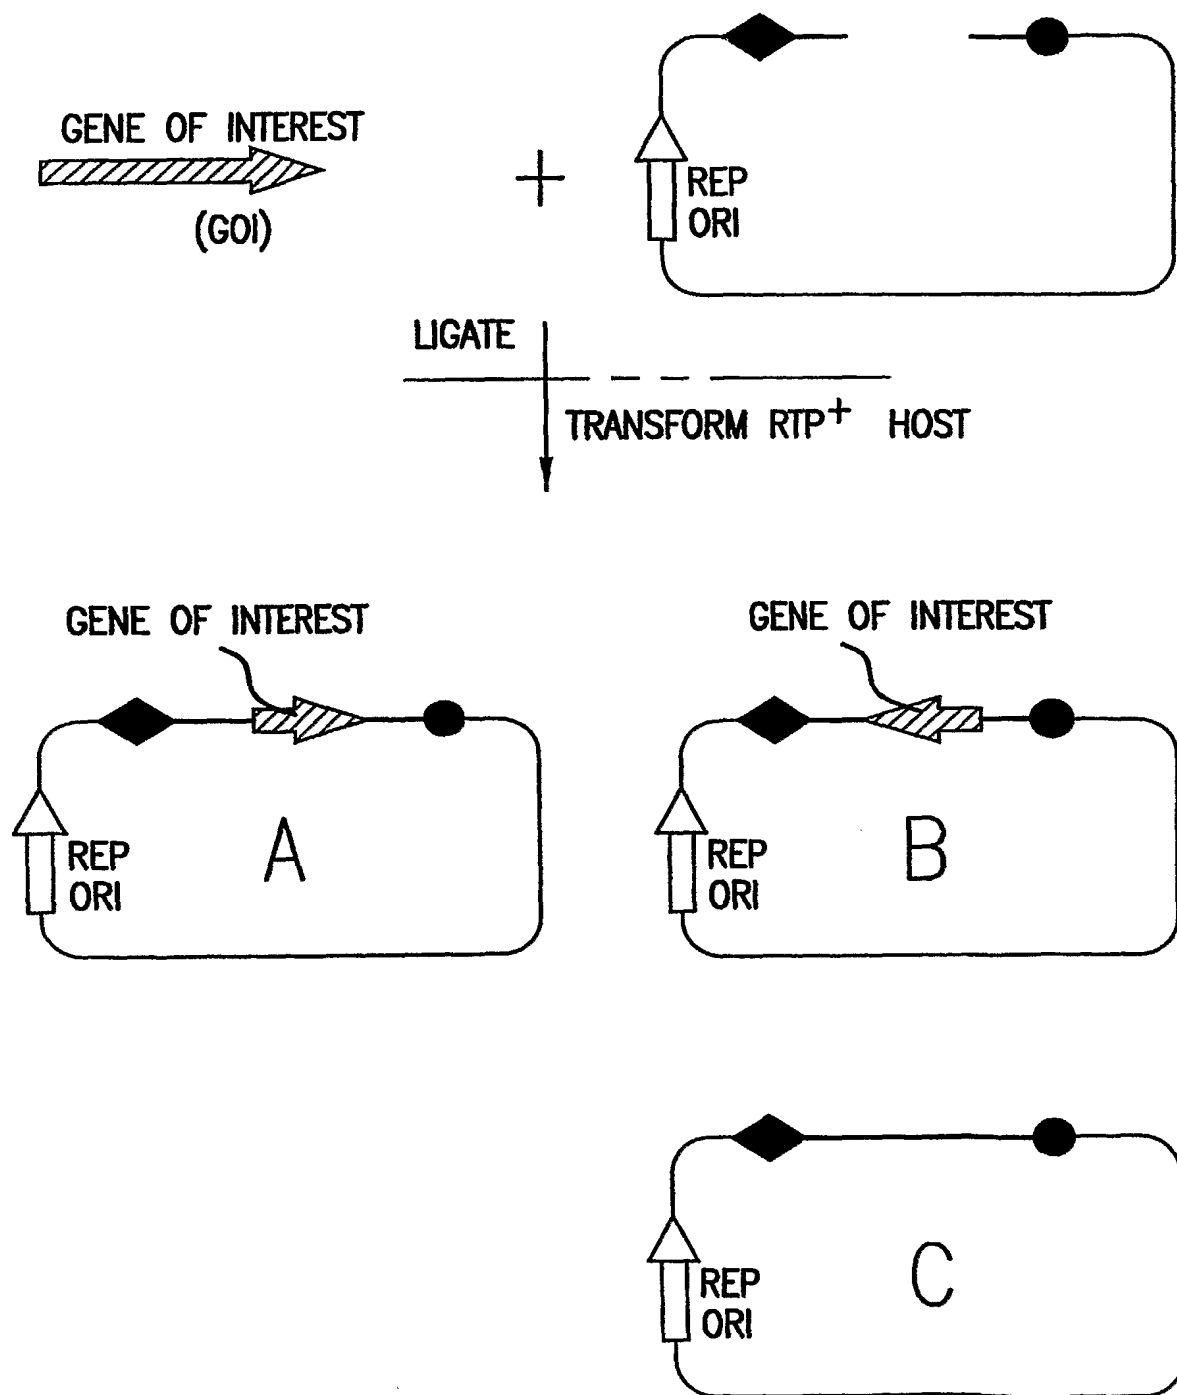 GENE OF INTEREST
(GOI)
+
REP
ORI
LIGATE
TRANSFORM RTP+ HOST
GENE OF INTEREST
GENE OF INTEREST
REP
ORI
A
REP
ORI
B
REP
ORI
C